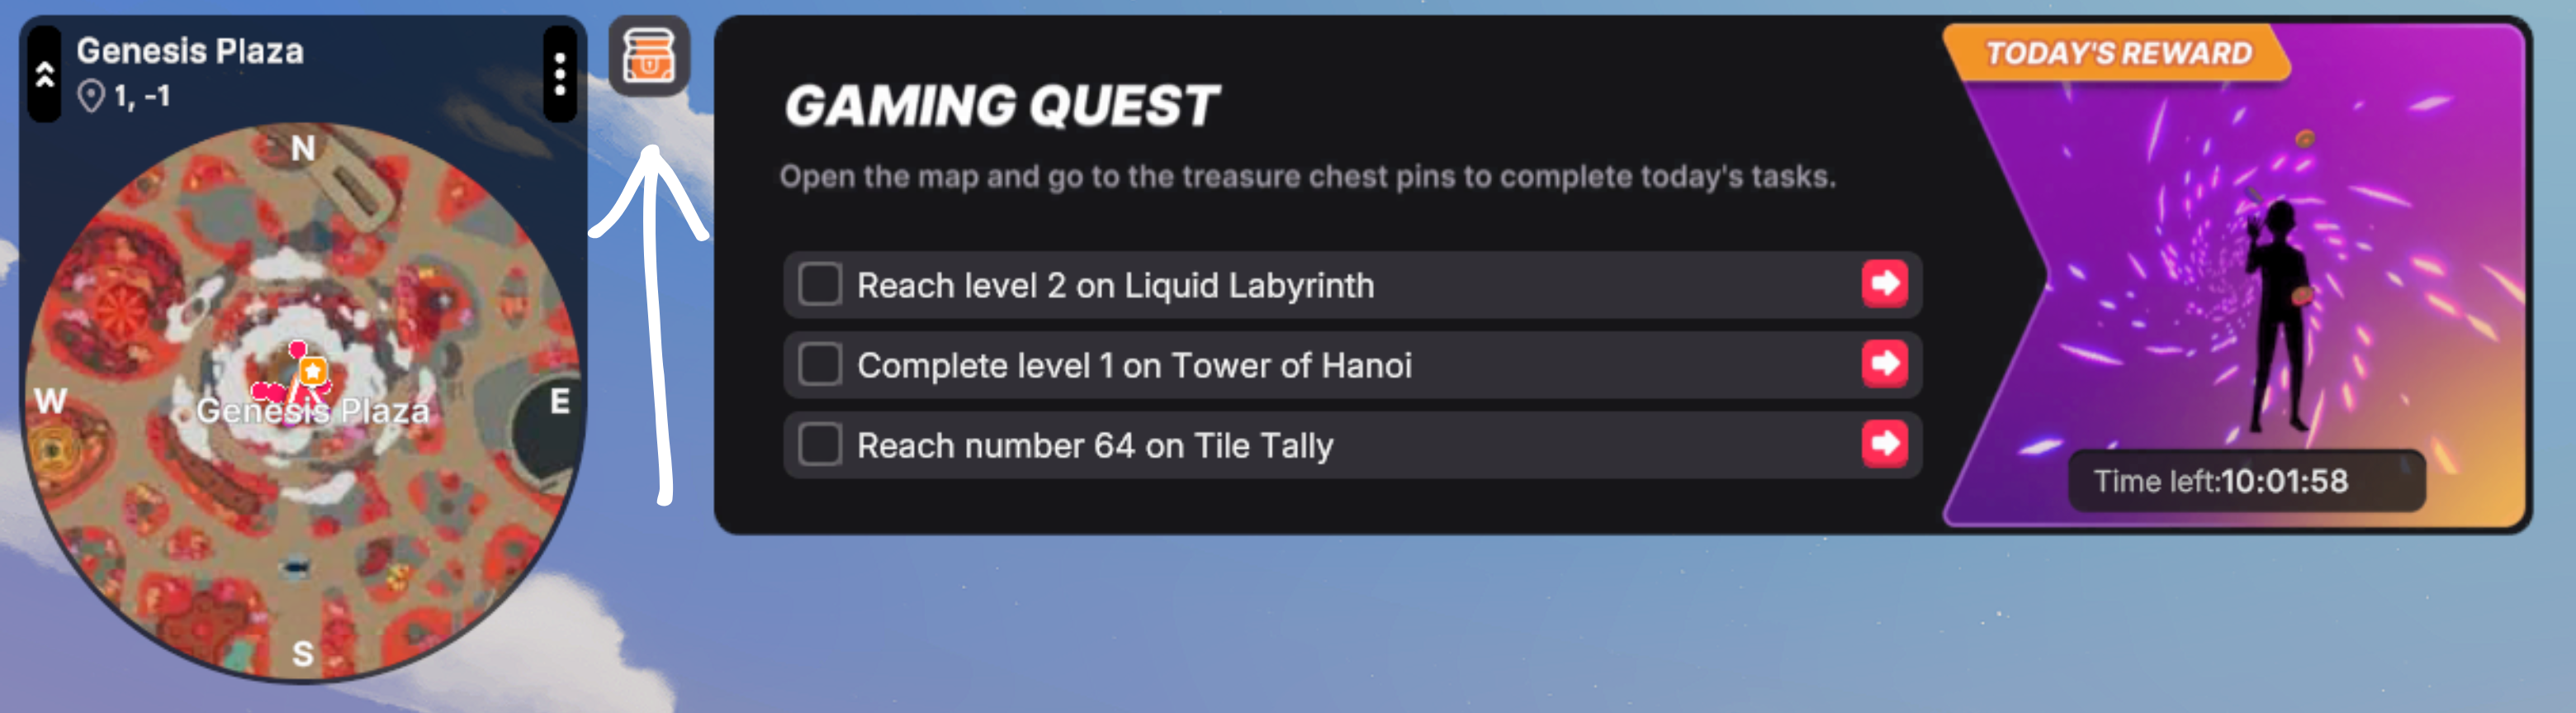 Genesis Plaza
1, -1
N
W
E
Genesis Plaza
S
GAMING QUEST
Open the map and go to the treasure chest pins to complete today's tasks.
Reach level 2 on Liquid Labyrinth
Complete level 1 on Tower of Hanoi
Reach number 64 on Tile Tally
TODAY'S REWARD
Time left:10:01:58